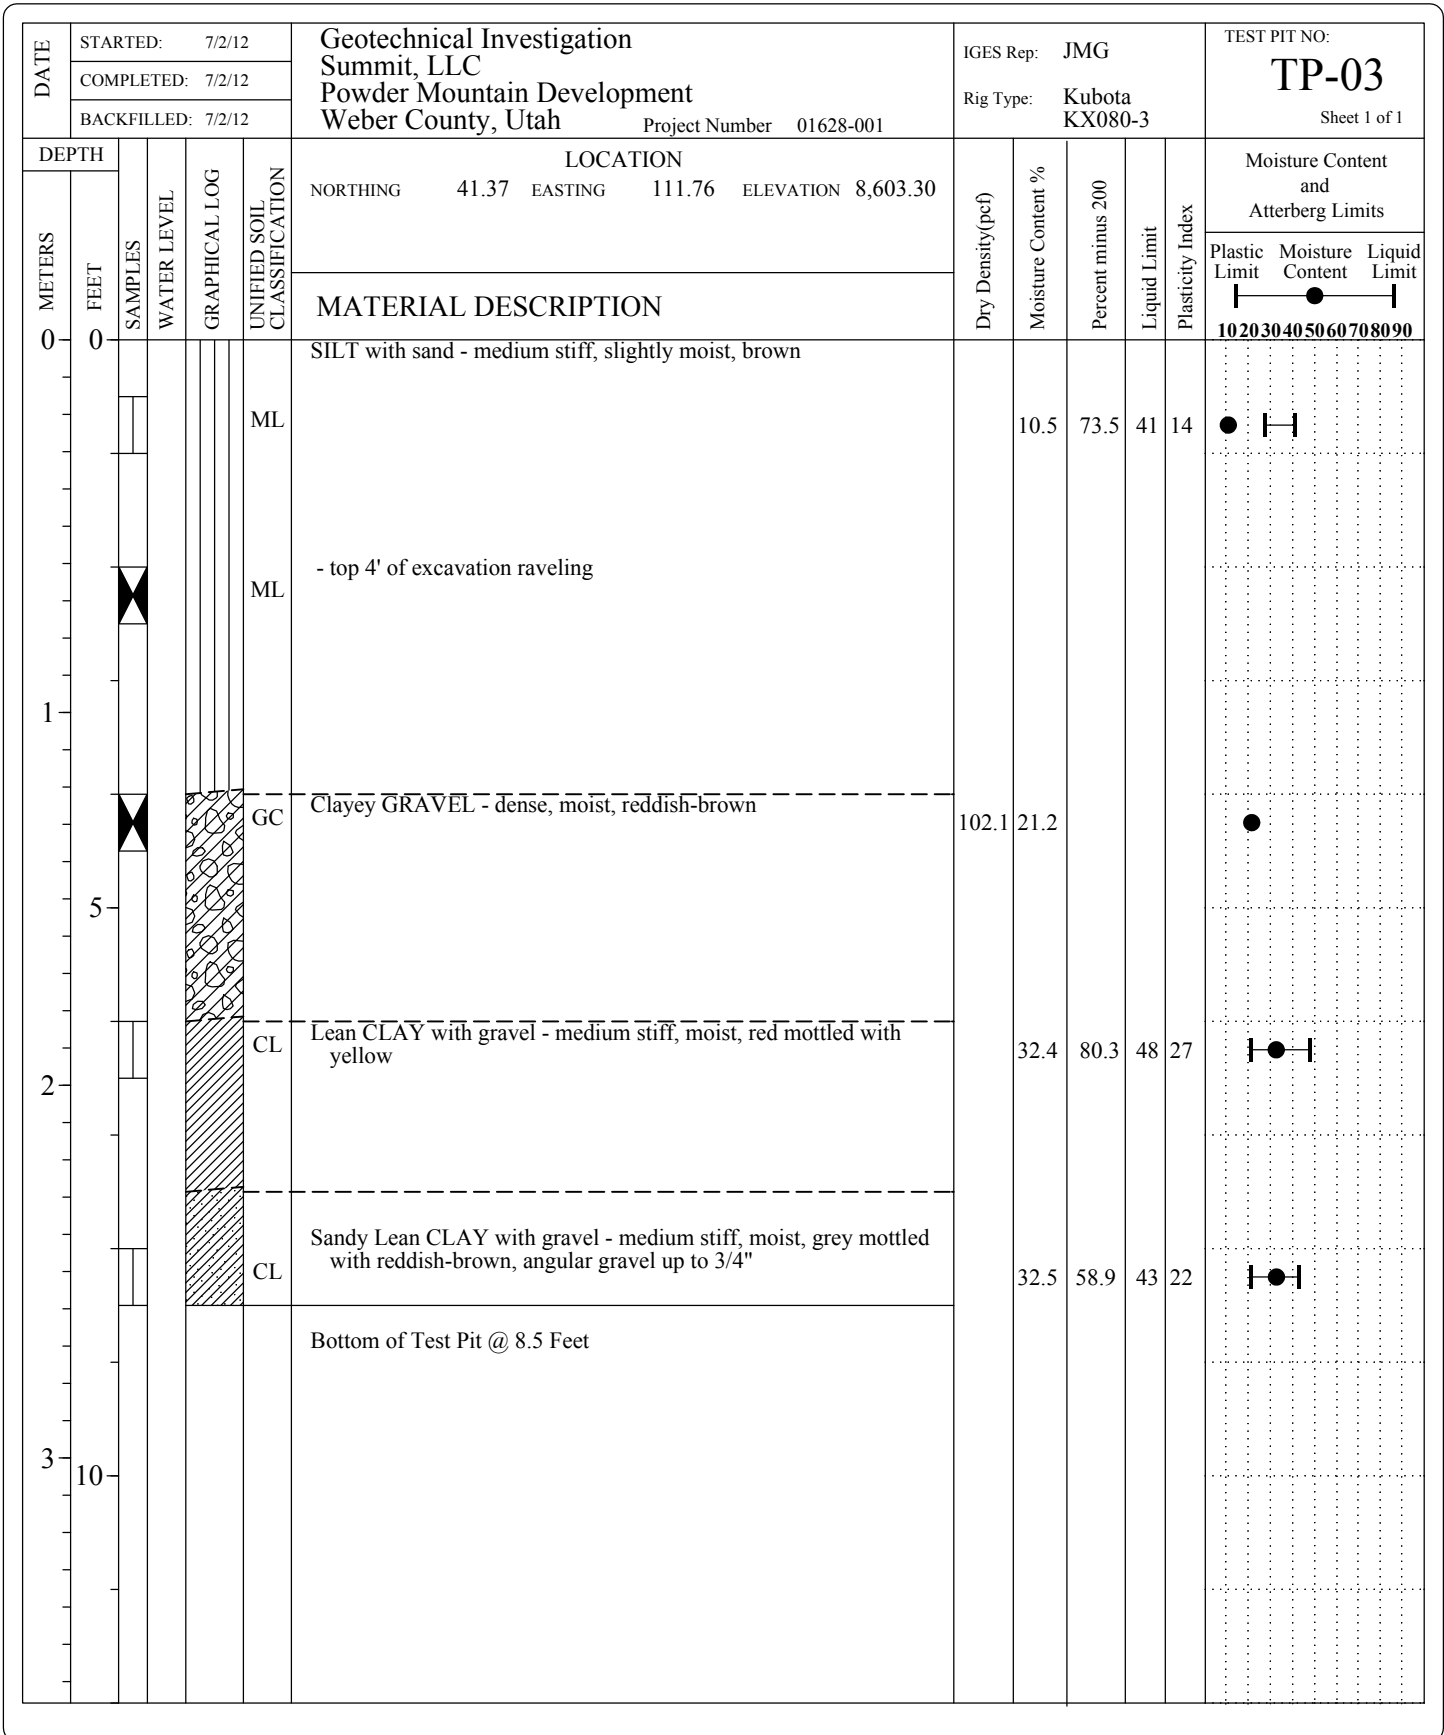 DATE
STARTED: 7/2/12
COMPLETED: 7/2/12
BACKFILLED: 7/2/12
Geotechnical Investigation
Summit, LLC
Powder Mountain Development
Weber County, Utah Project Number 01628-001
IGES Rep: JMG
Rig Type: Kubota
KX080-3
TEST PIT NO:
TP-03
Sheet 1 of 1
DEPTH
METERS
FEET
SAMPLES
WATER LEVEL
GRAPHICAL LOG
UNIFIED SOIL
CLASSIFICATION
LOCATION
NORTHING 41.37 EASTING 111.76 ELEVATION 8,603.30
MATERIAL DESCRIPTION
Dry Density(pcf)
Moisture Content %
Percent minus 200
Liquid Limit
Plasticity Index
Moisture Content
and
Atterberg Limits
Plastic Moisture Liquid
Limit Content Limit
10 20 30 40 50 60 70 80 90
0 0
SILT with sand - medium stiff, slightly moist, brown
ML 10.5 73.5 41 14
- top 4' of excavation raveling
ML
1
Clayey GRAVEL - dense, moist, reddish-brown
GC 102.1 21.2
5
Lean CLAY with gravel - medium stiff, moist, red mottled with
yellow
CL 32.4 80.3 48 27
2
Sandy Lean CLAY with gravel - medium stiff, moist, grey mottled
with reddish-brown, angular gravel up to 3/4"
CL 32.5 58.9 43 22
Bottom of Test Pit @ 8.5 Feet
3
10